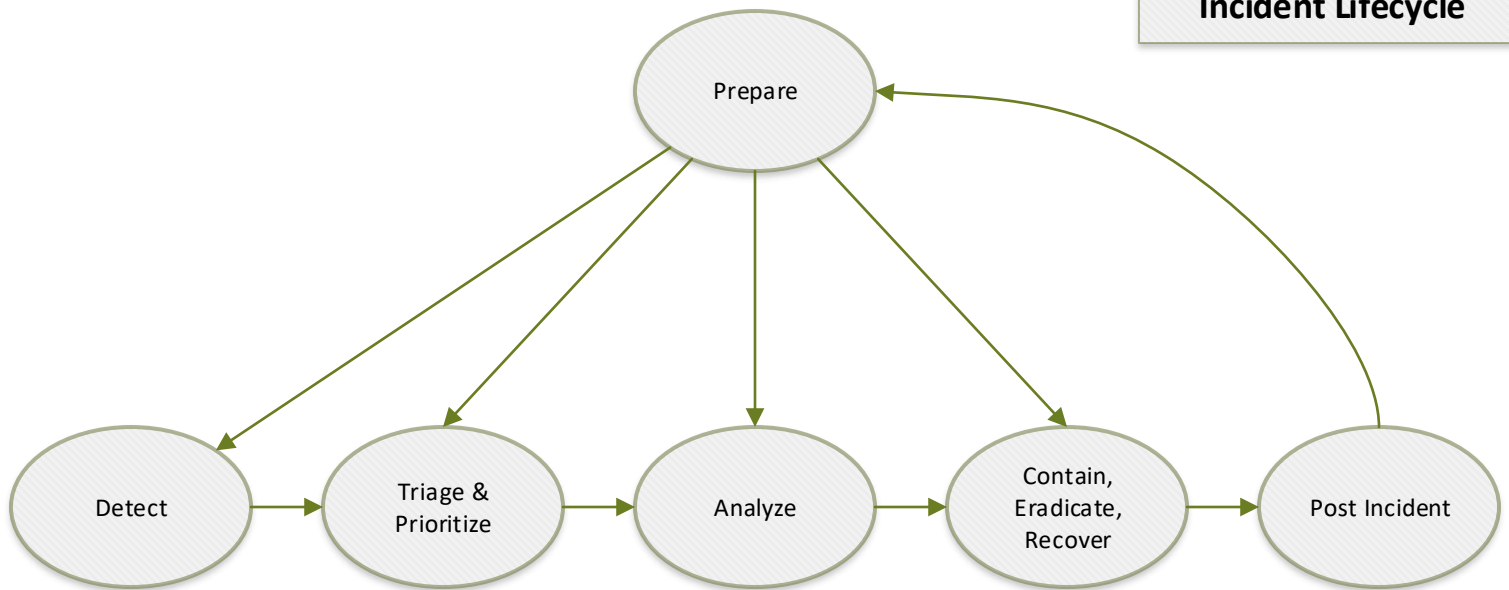 Incident Lifecycle
Prepare
Detect
Triage &
Prioritize
Analyze
Contain,
Eradicate,
Recover
Post Incident